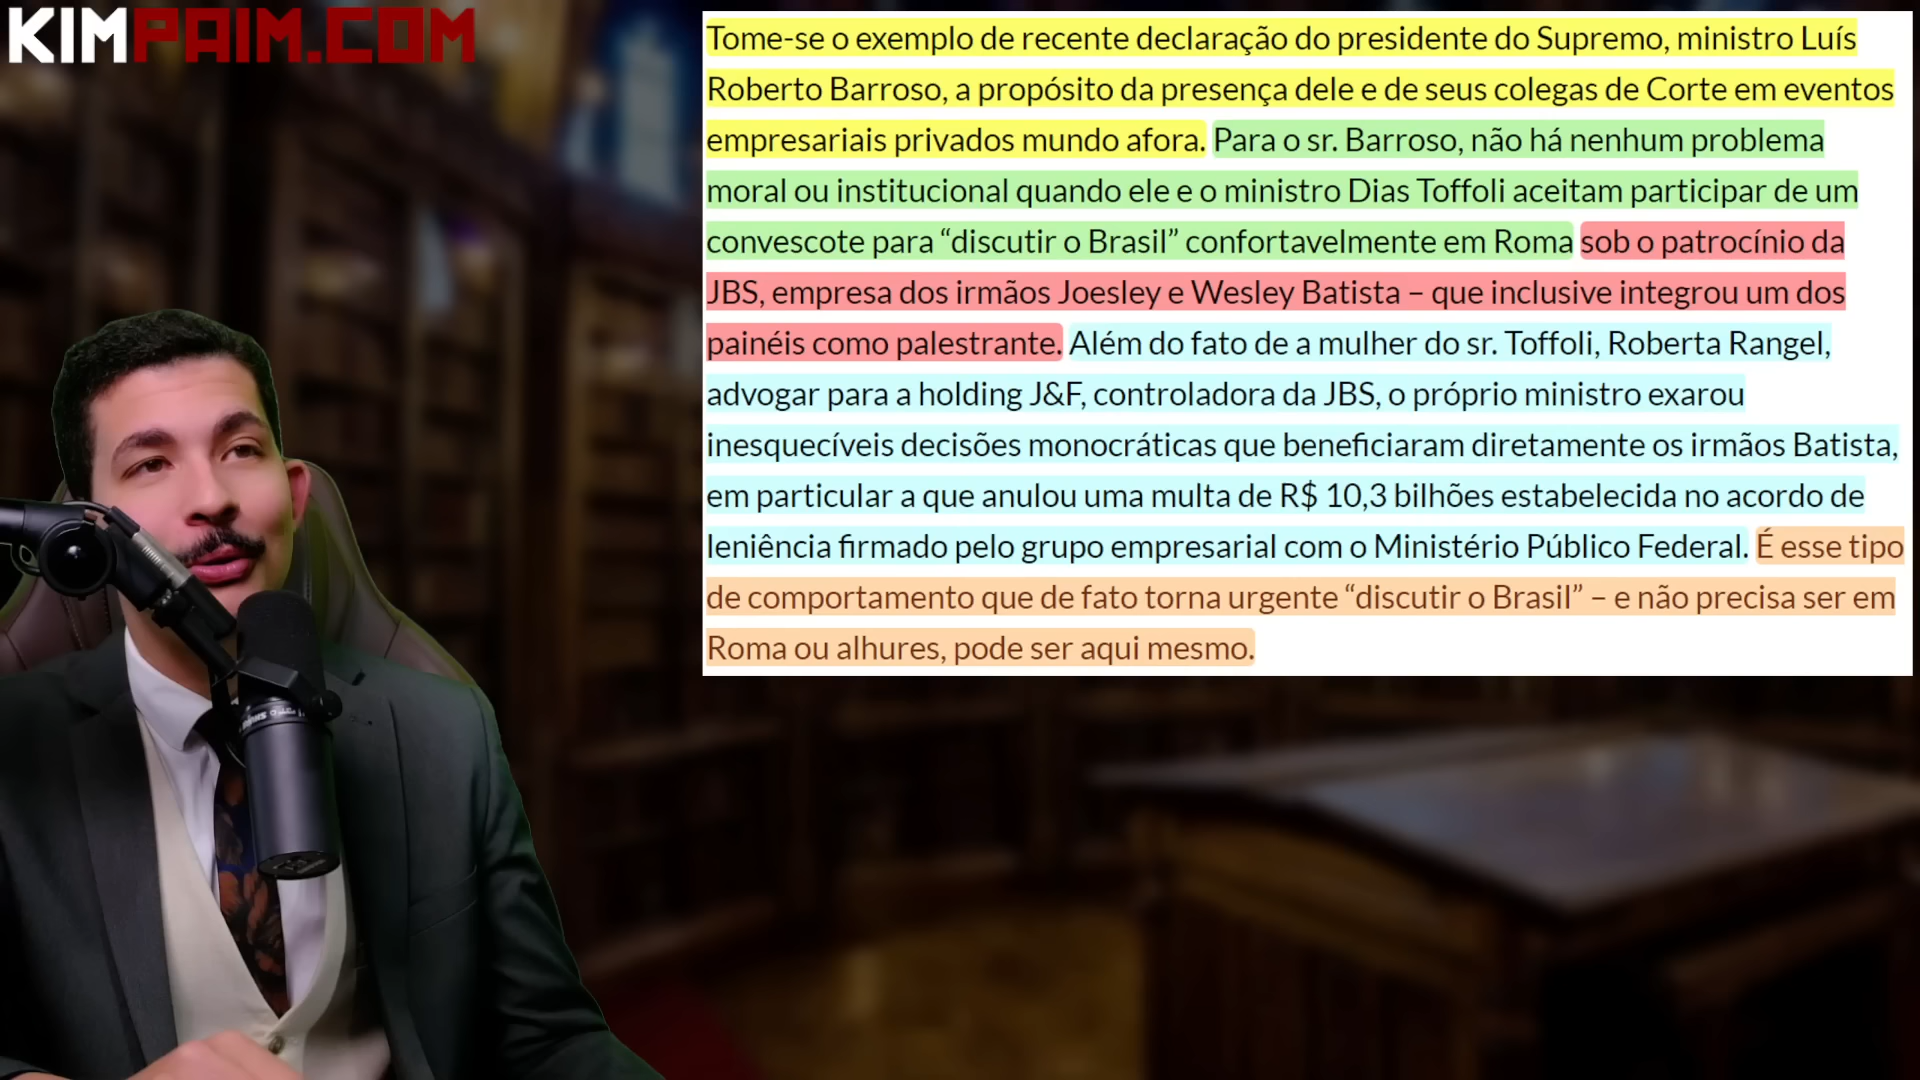 KIMPAIM.COM
Tome-se o exemplo de recente declaração do presidente do Supremo, ministro Luís
Roberto Barroso, a propósito da presença dele e de seus colegas de Corte em eventos
empresariais privados mundo afora. Para o sr. Barroso, não há nenhum problema
moral ou institucional quando ele e o ministro Dias Toffoli aceitam participar de um
convescote para “discutir o Brasil” confortavelmente em Roma sob o patrocínio da
JBS, empresa dos irmãos Joesley e Wesley Batista – que inclusive integrou um dos
painéis como palestrante. Além do fato de a mulher do sr. Toffoli, Roberta Rangel,
advogar para a holding J&F, controladora da JBS, o próprio ministro exarou
inesquecíveis decisões monocráticas que beneficiaram diretamente os irmãos Batista,
em particular a que anulou uma multa de R$ 10,3 bilhões estabelecida no acordo de
leniência firmado pelo grupo empresarial com o Ministério Público Federal. É esse tipo
de comportamento que de fato torna urgente “discutir o Brasil” – e não precisa ser em
Roma ou alhures, pode ser aqui mesmo.